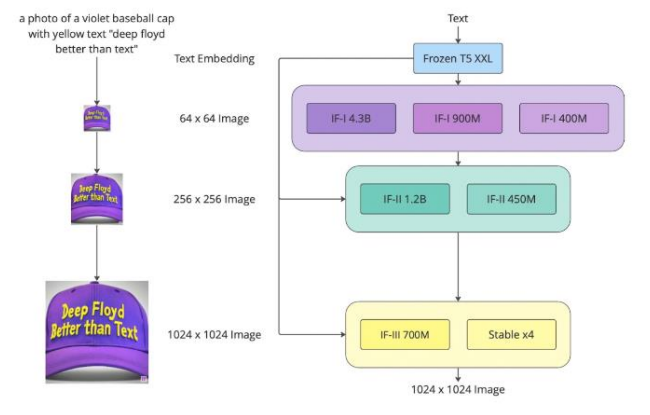 a photo of a violet baseball cap
with yellow text "deep floyd
better than text"
Text
Text Embedding
Frozen T5 XXL
64 x 64 Image
IF-I 4.3B
IF-I 900M
IF-I 400M
Deep Floyd
Better than Text
256 x 256 Image
IF-II 1.2B
IF-II 450M
Deep Floyd
Better than Text
1024 x 1024 Image
IF-III 700M
Stable x4
Deep Floyd
Better than Text
1024 x 1024 Image